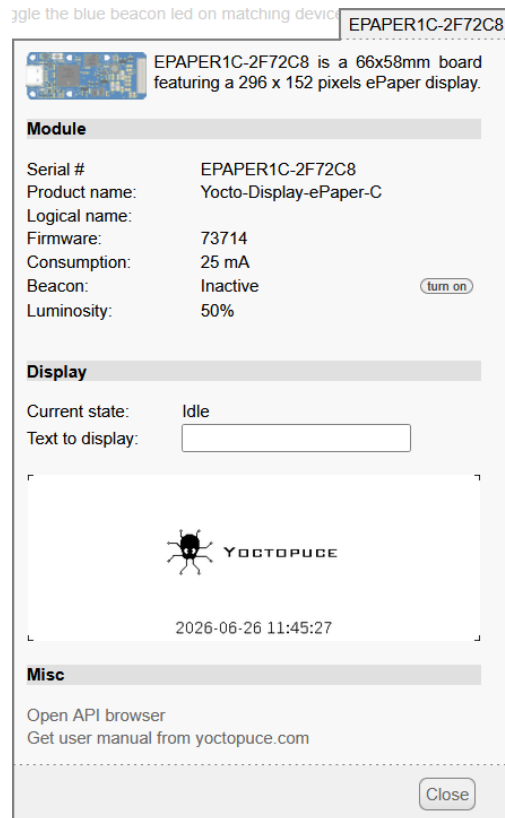 ggle the blue beacon led on matching device
EPAPER1C-2F72C8
EPAPER1C-2F72C8 is a 66x58mm board
featuring a 296 x 152 pixels ePaper display.
Module
Serial # EPAPER1C-2F72C8
Product name: Yocto-Display-ePaper-C
Logical name:
Firmware: 73714
Consumption: 25 mA
Beacon: Inactive turn on
Luminosity: 50%
Display
Current state: Idle
Text to display:
YOCTOPUCE
2026-06-26 11:45:27
Misc
Open API browser
Get user manual from yoctopuce.com
Close